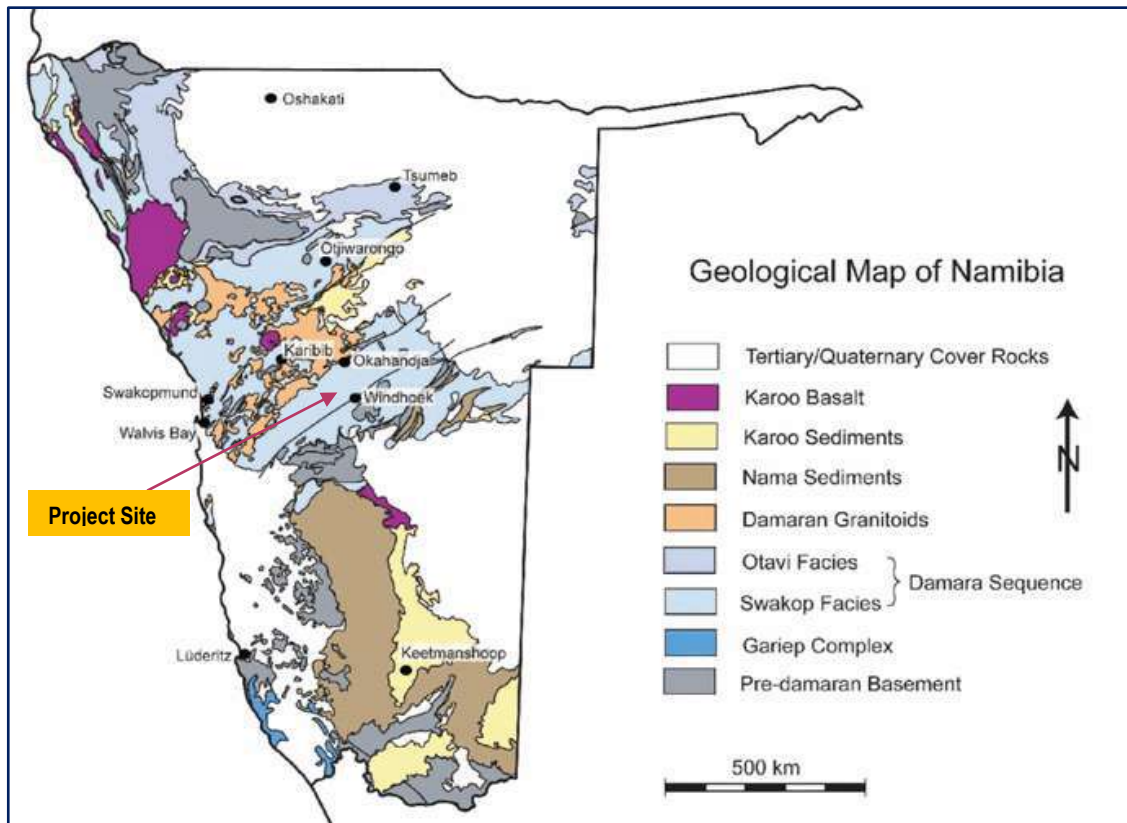 Oshakati
Tsumeb
Otjiwarongo
Geological Map of Namibia
Karibib
Okahandja
Swakopmund
Windhoek
Walvis Bay
Project Site
Lüderitz
Keetmanshoop
Tertiary/Quaternary Cover Rocks
Karoo Basalt
Karoo Sediments
Nama Sediments
Damaran Granitoids
Otavi Facies
Damara Sequence
Swakop Facies
Gariep Complex
Pre-damaran Basement
N
500 km